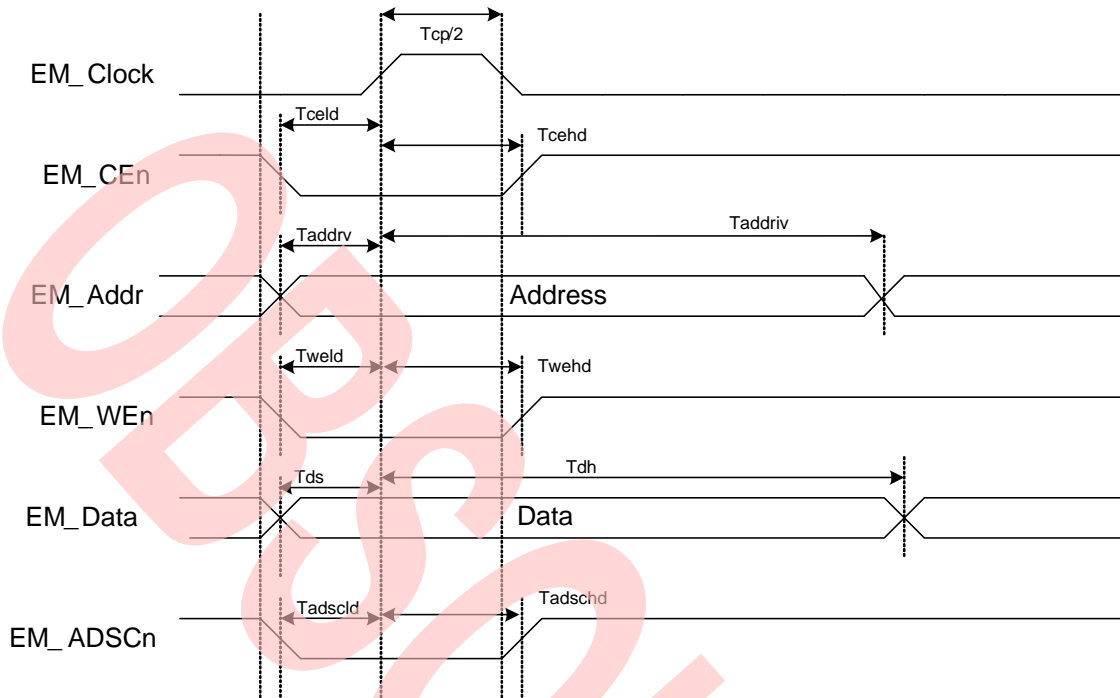 Tcp/2
EM_Clock
Tceld
Tcehd
EM_CEn
Taddrv
Taddriv
EM_Addr
Address
Tweld
Twehd
EM_WEn
Tds
Tdh
EM_Data
Data
Tadscld
Tadschd
EM_ADSCn
OBSO